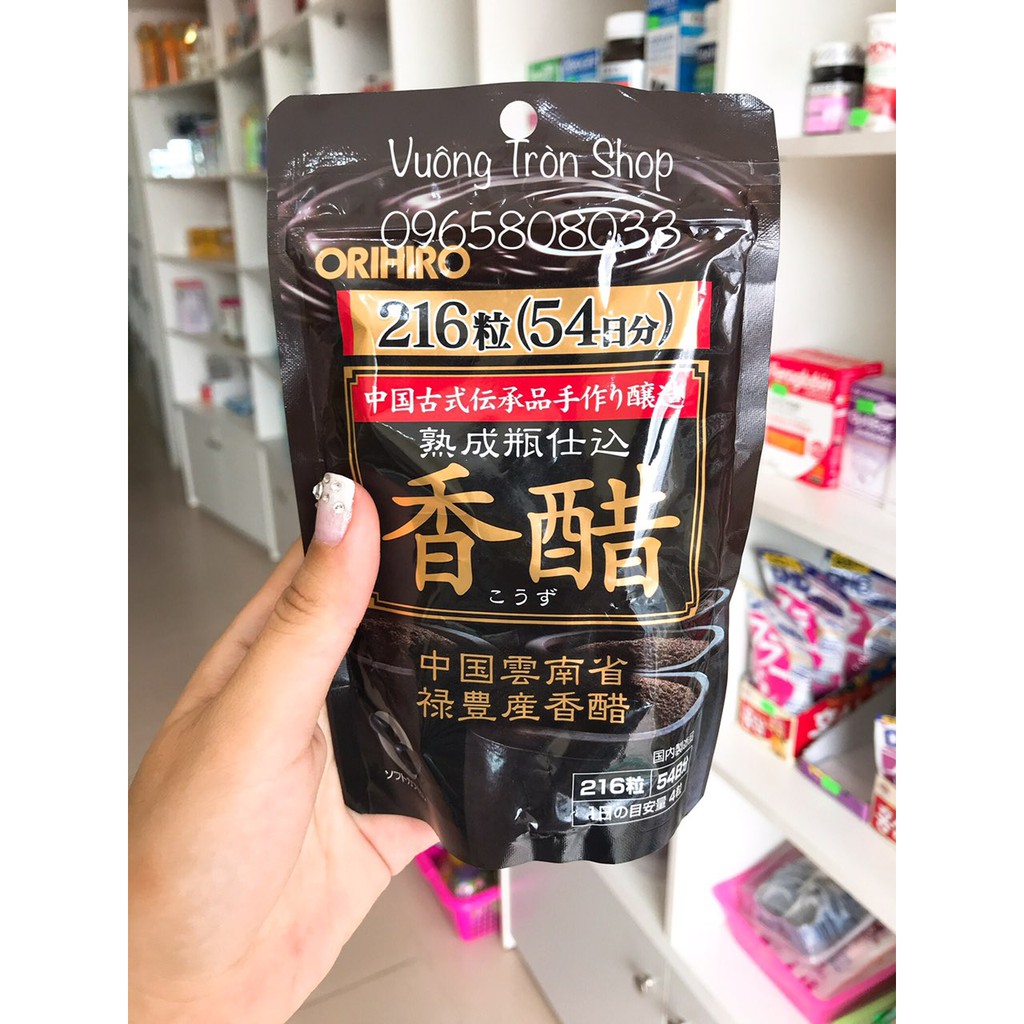 Vuông Tròn Shop
0965808033
ORIHIRO
216粒(54日分)
中国古式伝承品手作り醸造
熟成瓶仕込
香醋
こうず
中国雲南省
禄豊産香醋
国内製造品
216粒 54日分
1日の目安量 4粒